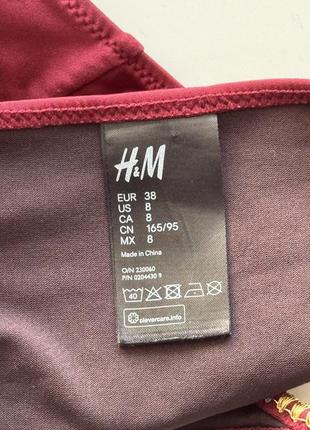 H&M
EUR 38
US 8
CA 8
CN 165/95
MX 8
Made in China
O/N 230060
P/N 0204430 9
40
clevercare.info